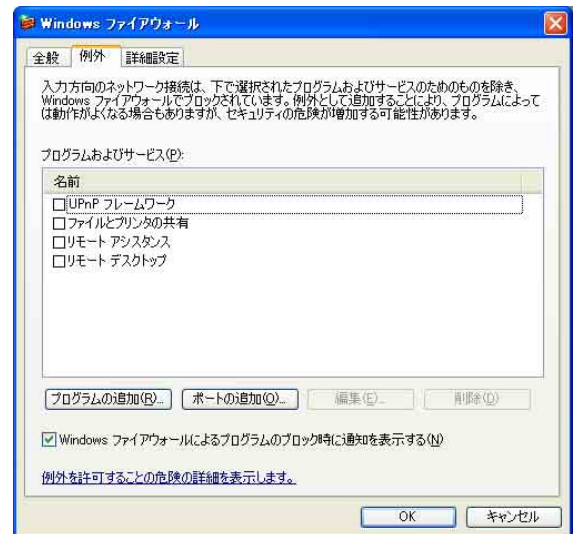 Windows ファイアウォール
全般 例外 詳細設定
入力方向のネットワーク接続は、下で選択されたプログラムおよびサービスのためのものを除き、
Windows ファイアウォールでブロックされています。例外として追加することにより、プログラムによって
は動作がよくなる場合もありますが、セキュリティの危険が増加する可能性があります。
プログラムおよびサービス(P):
名前
UPnP フレームワーク
ファイルとプリンタの共有
リモート アシスタンス
リモート デスクトップ
プログラムの追加(R)... ポートの追加(O)... 編集(E)... 削除(D)
Windows ファイアウォールによるプログラムのブロック時に通知を表示する(N)
例外を許可することの危険の詳細を表示します。
OK キャンセル